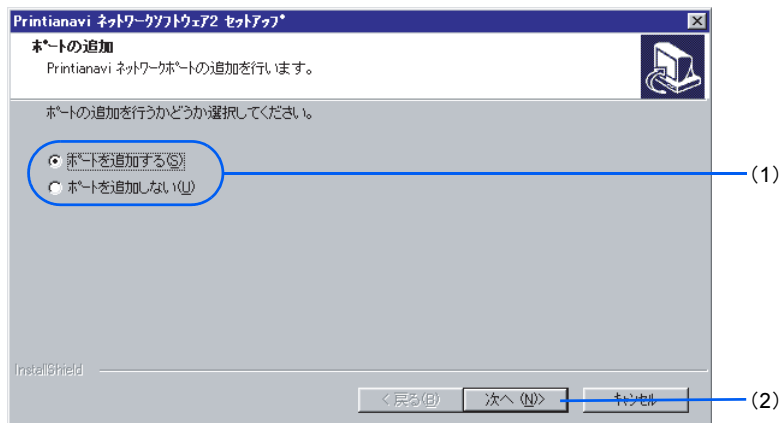 Printianavi ネットワークソフトウェア2 セットアップ
ポートの追加
Printianavi ネットワークポートの追加を行います。
ポートの追加を行うかどうか選択してください。
ポートを追加する(S)
(1)
ポートを追加しない(U)
InstallShield
< 戻る(B)
次へ (N)>
キャンセル
(2)